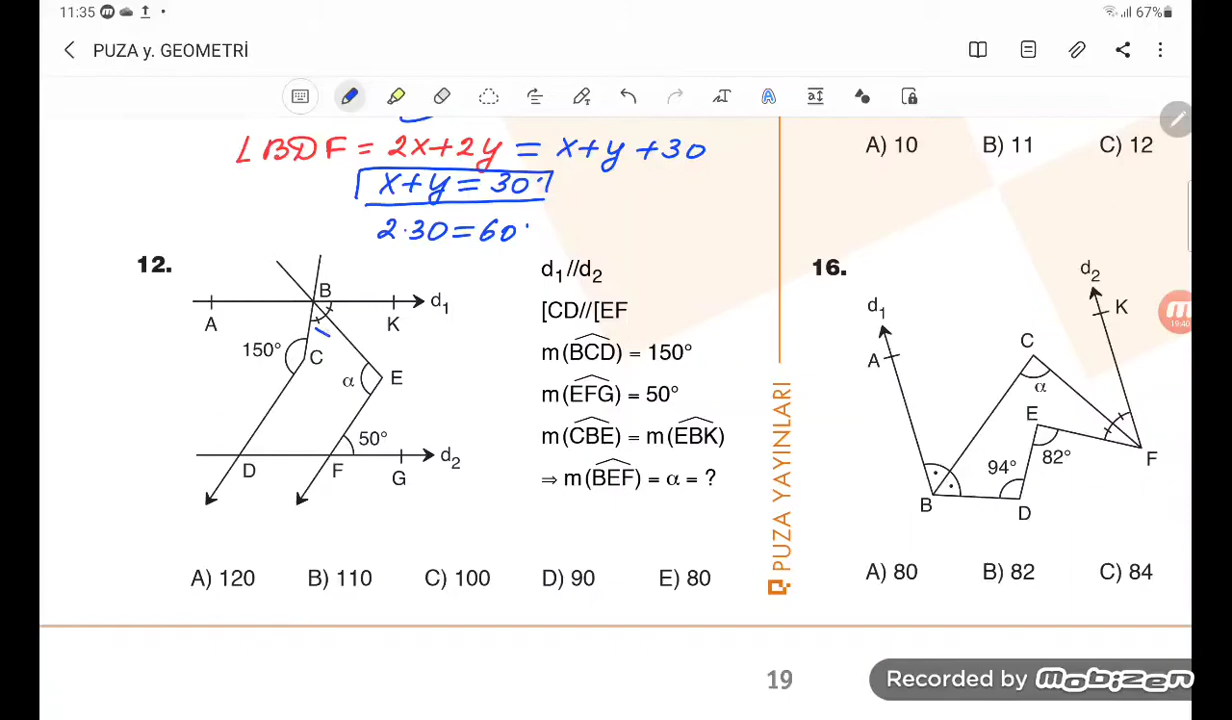 11:35
67%
PUZA y. GEOMETRİ
∠BDF = 2x+2y = x+y+30
x+y = 30
2·30=60
A) 10 B) 11 C) 12
12.
A B K d₁
150° C
α E
50°
D F G d₂
d₁//d₂
[CD//[EF
m(BCD) = 150°
m(EFG) = 50°
m(CBE) = m(EBK)
⇒ m(BEF) = α = ?
A) 120 B) 110 C) 100 D) 90 E) 80
PUZA YAYINLARI
16.
d₁ d₂
A K
C
α
E
94° 82°
B D F
A) 80 B) 82 C) 84
19:40
19
Recorded by mobizen